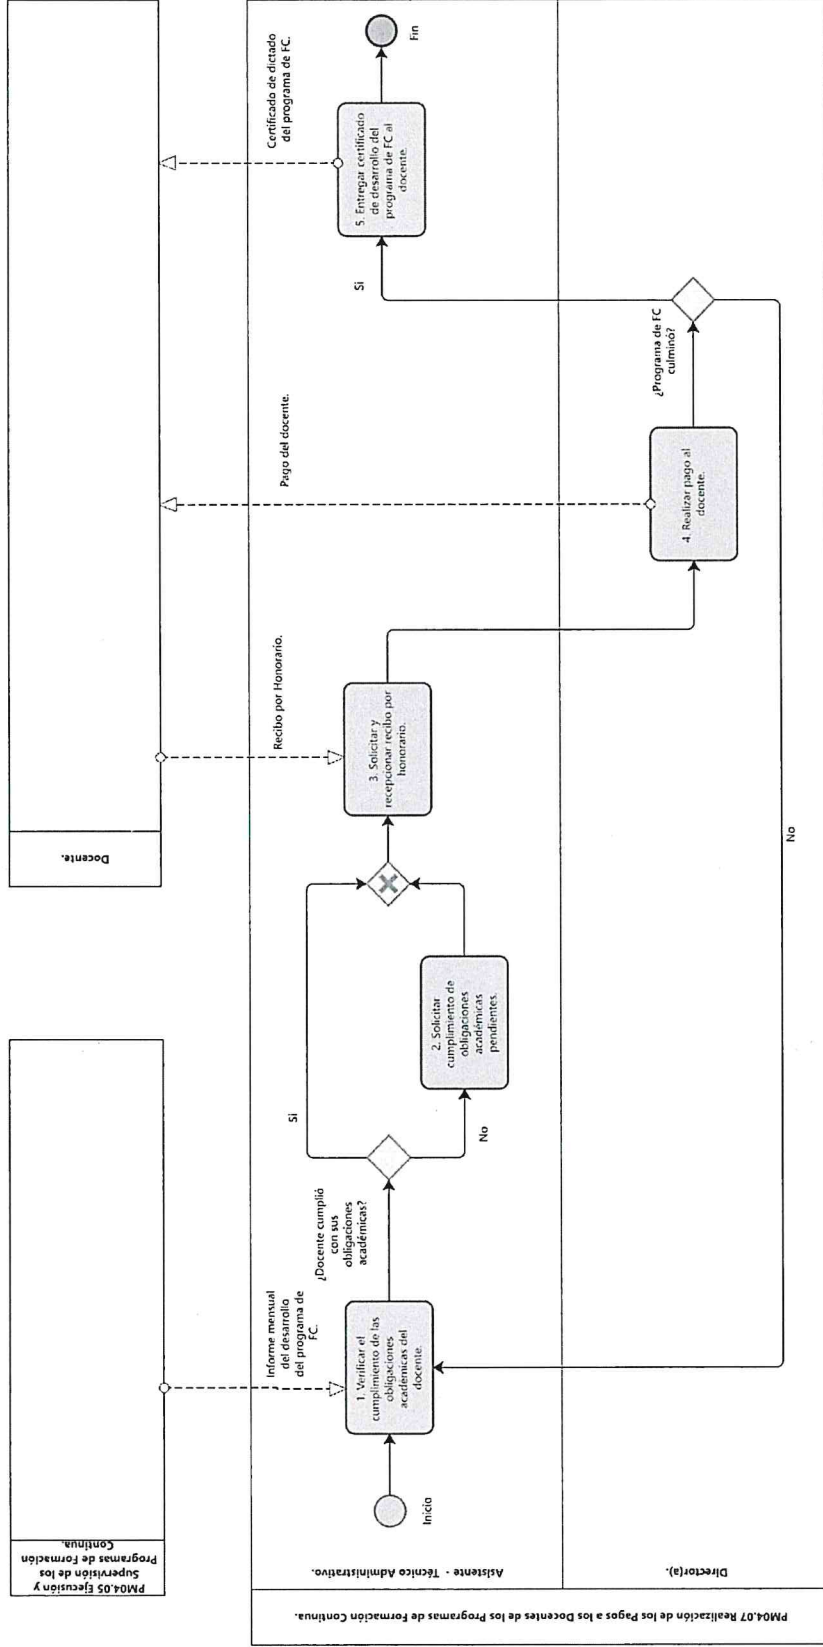 PM04.05 Ejecusión y
Supervisión de los
Programas de Formación
Continua.
Docente.
PM04.07 Realización de los Pagos a los Docentes de los Programas de Formación Continua.
Asistente - Técnico Administrativo.
Director(a).
Inicio
Informe mensual
del desarrollo
del programa de
FC.
1. Verificar el
cumplimiento de las
obligaciones
académicas del
docente.
¿Docente cumplió
con sus
obligaciones
académicas?
Si
No
2. Solicitar
cumplimiento de
obligaciones
académicas
pendientes.
Recibo por Honorario.
3. Solicitar y
recepcionar recibo por
honorario.
Pago del docente.
4. Realizar pago al
docente.
¿Programa de FC
culminó?
Si
No
Certificado de dictado
del programa de FC.
5. Entregar certificado
de desarrollo del
programa de FC al
docente.
Fin